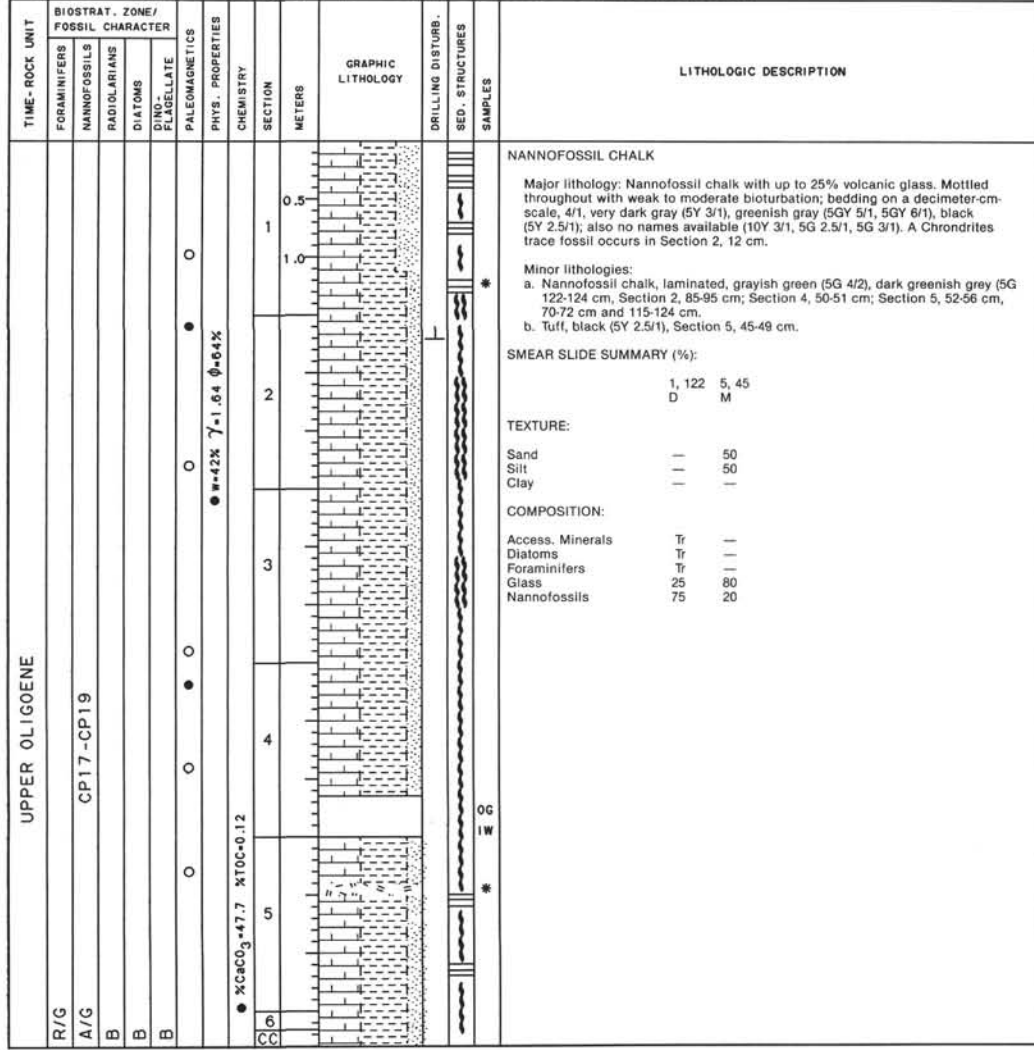 TIME-ROCK UNIT
BIOSTRAT. ZONE/
FOSSIL CHARACTER
FORAMINIFERS
NANNOFOSSILS
RADIOLARIANS
DIATOMS
DINO-
FLAGELLATE
PALEOMAGNETICS
PHYS. PROPERTIES
CHEMISTRY
SECTION
METERS
GRAPHIC
LITHOLOGY
DRILLING DISTURB.
SED. STRUCTURES
SAMPLES
LITHOLOGIC DESCRIPTION
UPPER OLIGOENE
R/G
A/G
CP17-CP19
B
B
B
w=42% γ=1.64 φ=64%
%CaCO3=47.7 %TOC=0.12
1
2
3
4
5
6
CC
0.5
1.0
*
OG
IW
*
NANNOFOSSIL CHALK
Major lithology: Nannofossil chalk with up to 25% volcanic glass. Mottled
throughout with weak to moderate bioturbation; bedding on a decimeter-cm-
scale, 4/1, very dark gray (5Y 3/1), greenish gray (5GY 5/1, 5GY 6/1), black
(5Y 2.5/1); also no names available (10Y 3/1, 5G 2.5/1, 5G 3/1). A Chrondrites
trace fossil occurs in Section 2, 12 cm.
Minor lithologies:
a. Nannofossil chalk, laminated, grayish green (5G 4/2), dark greenish grey (5G
122-124 cm, Section 2, 85-95 cm; Section 4, 50-51 cm; Section 5, 52-56 cm,
70-72 cm and 115-124 cm.
b. Tuff, black (5Y 2.5/1), Section 5, 45-49 cm.
SMEAR SLIDE SUMMARY (%):
1, 122 5, 45
D M
TEXTURE:
Sand — 50
Silt — 50
Clay — —
COMPOSITION:
Access. Minerals Tr —
Diatoms Tr —
Foraminifers Tr —
Glass 25 80
Nannofossils 75 20